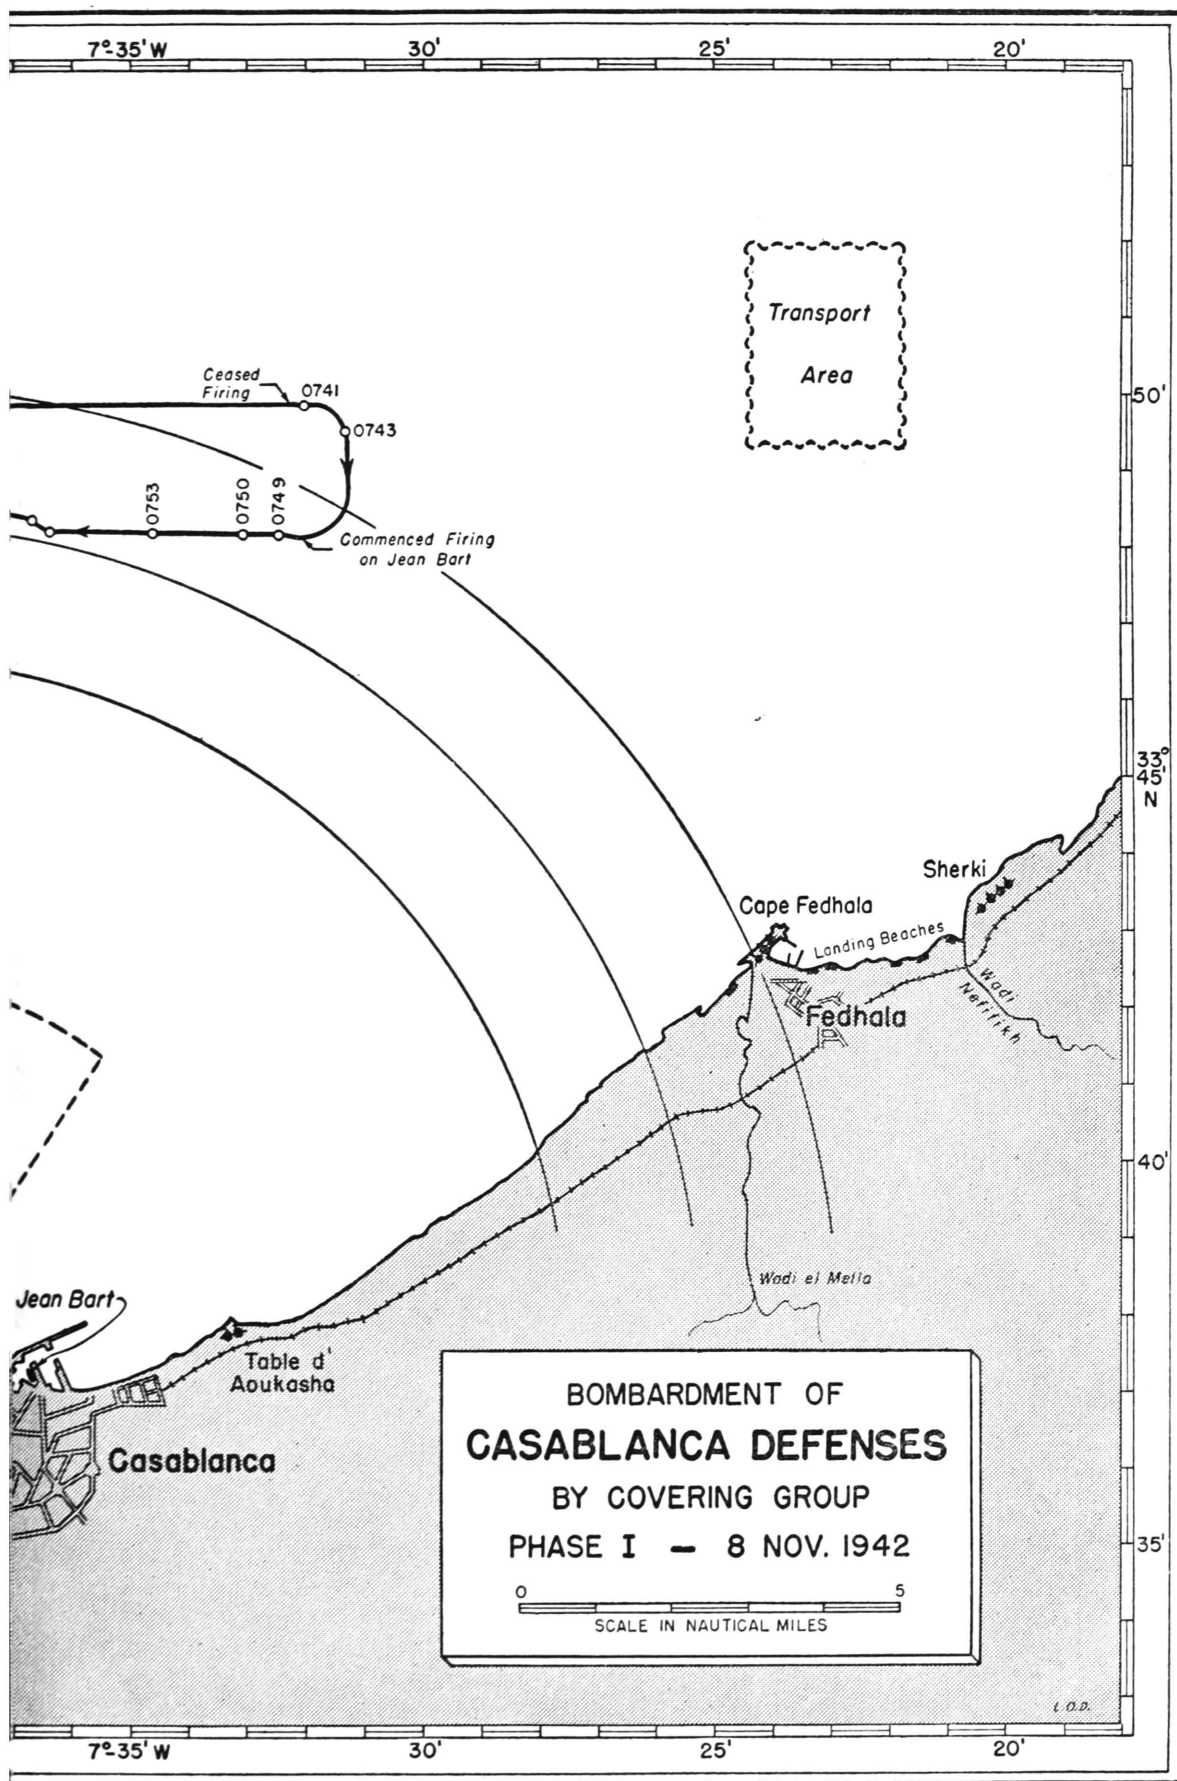 7°-35' W 30' 25' 20'
Transport
Area
Ceased
Firing
0741
50'
0743
0753
0750
0749
Commenced Firing
on Jean Bart
33°
45'
N
Sherki
Cape Fedhala
Landing Beaches
Wadi
Nefifikh
Fedhala
40'
Wadi el Mella
Jean Bart
Table d'
Aoukasha
Casablanca
BOMBARDMENT OF
CASABLANCA DEFENSES
BY COVERING GROUP
PHASE I — 8 NOV. 1942
35'
0 5
SCALE IN NAUTICAL MILES
L.O.D.
7°-35' W 30' 25' 20'